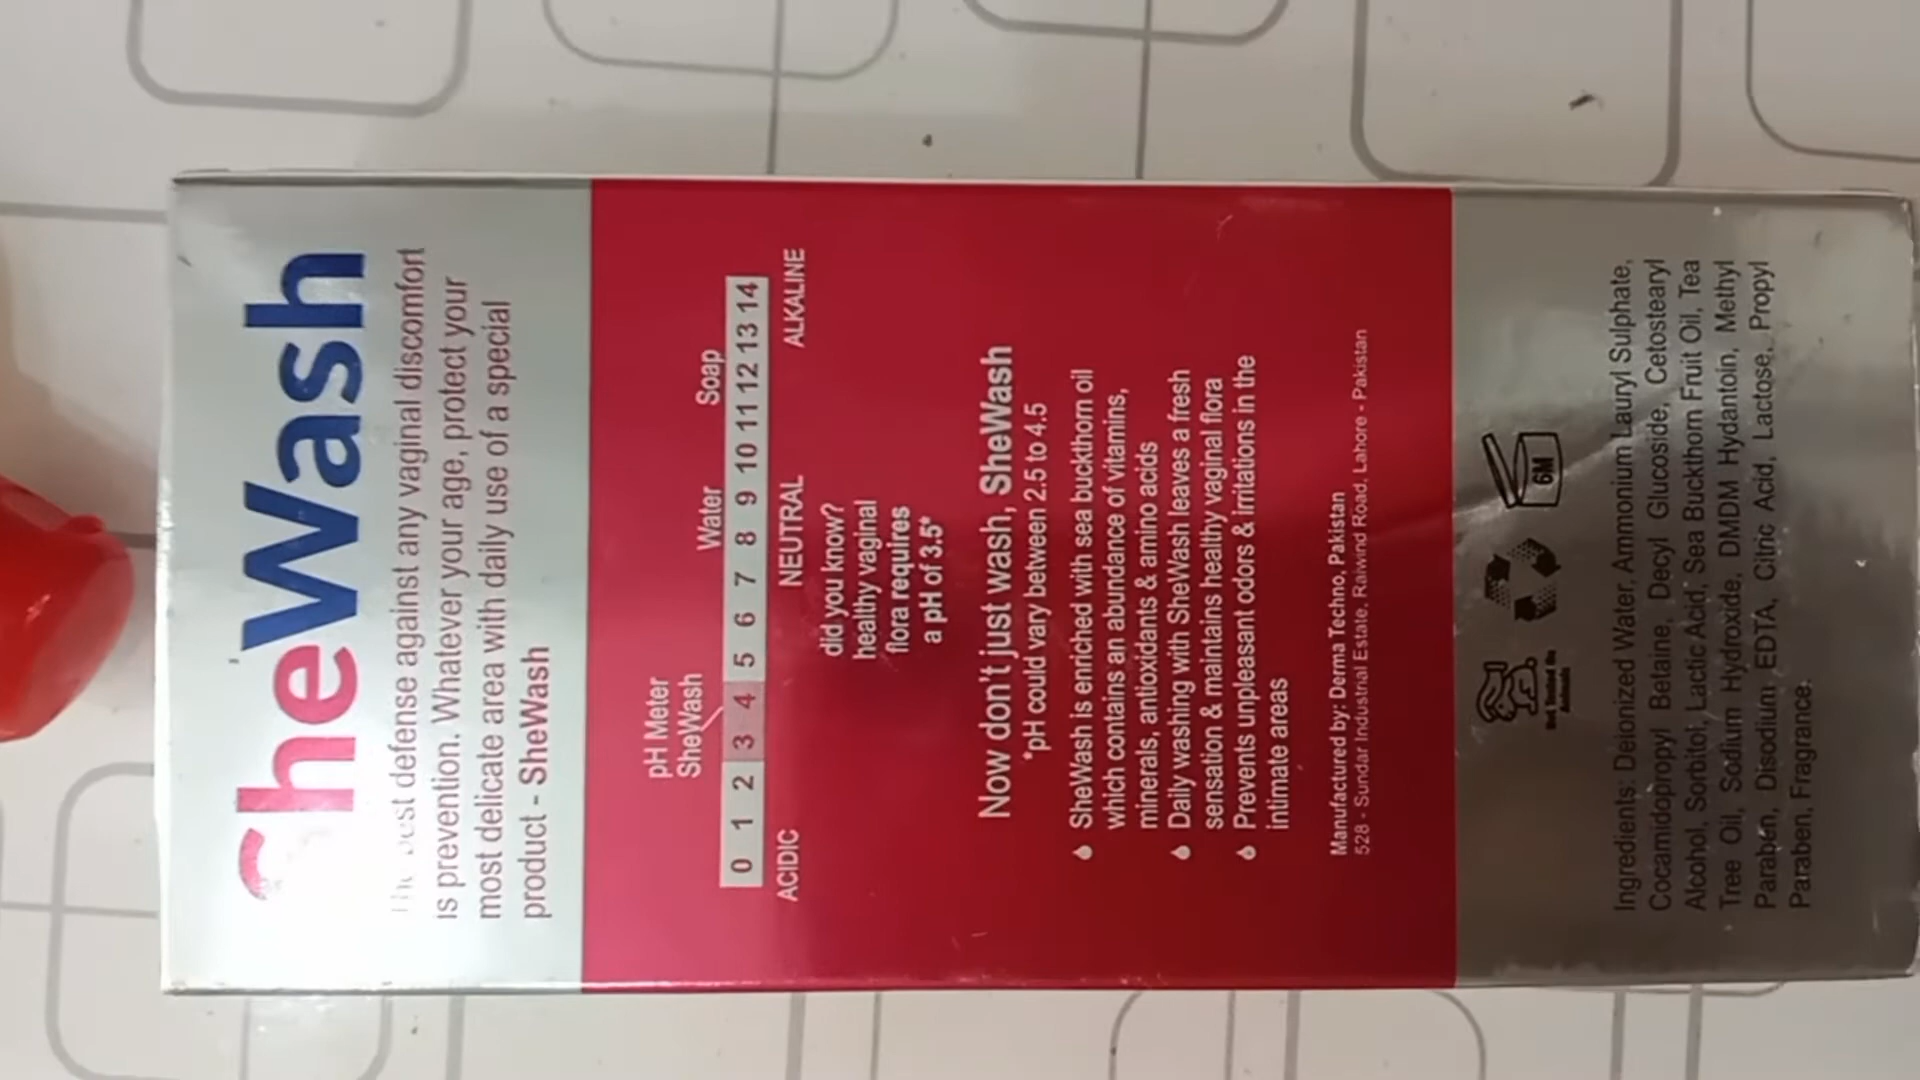 SheWash
The best defense against any vaginal discomfort
is prevention. Whatever your age, protect your
most delicate area with daily use of a special
product - SheWash
pH Meter
SheWash
Water
Soap
0 1 2 3 4 5 6 7 8 9 10 11 12 13 14
ACIDIC
NEUTRAL
ALKALINE
did you know?
healthy vaginal
flora requires
a pH of 3.5*
Now don't just wash, SheWash
*pH could vary between 2.5 to 4.5
SheWash is enriched with sea buckthorn oil
which contains an abundance of vitamins,
minerals, antioxidants & amino acids
Daily washing with SheWash leaves a fresh
sensation & maintains healthy vaginal flora
Prevents unpleasant odors & irritations in the
intimate areas
Manufactured by: Derma Techno, Pakistan
528 - Sundar Industrial Estate, Raiwind Road, Lahore - Pakistan
Not Tested On
Animals
6M
Ingredients: Deionized Water, Ammonium Lauryl Sulphate,
Cocamidopropyl Betaine, Decyl Glucoside, Cetostearyl
Alcohol, Sorbitol, Lactic Acid, Sea Buckthorn Fruit Oil, Tea
Tree Oil, Sodium Hydroxide, DMDM Hydantoin, Methyl
Paraben, Disodium EDTA, Citric Acid, Lactose, Propyl
Paraben, Fragrance.